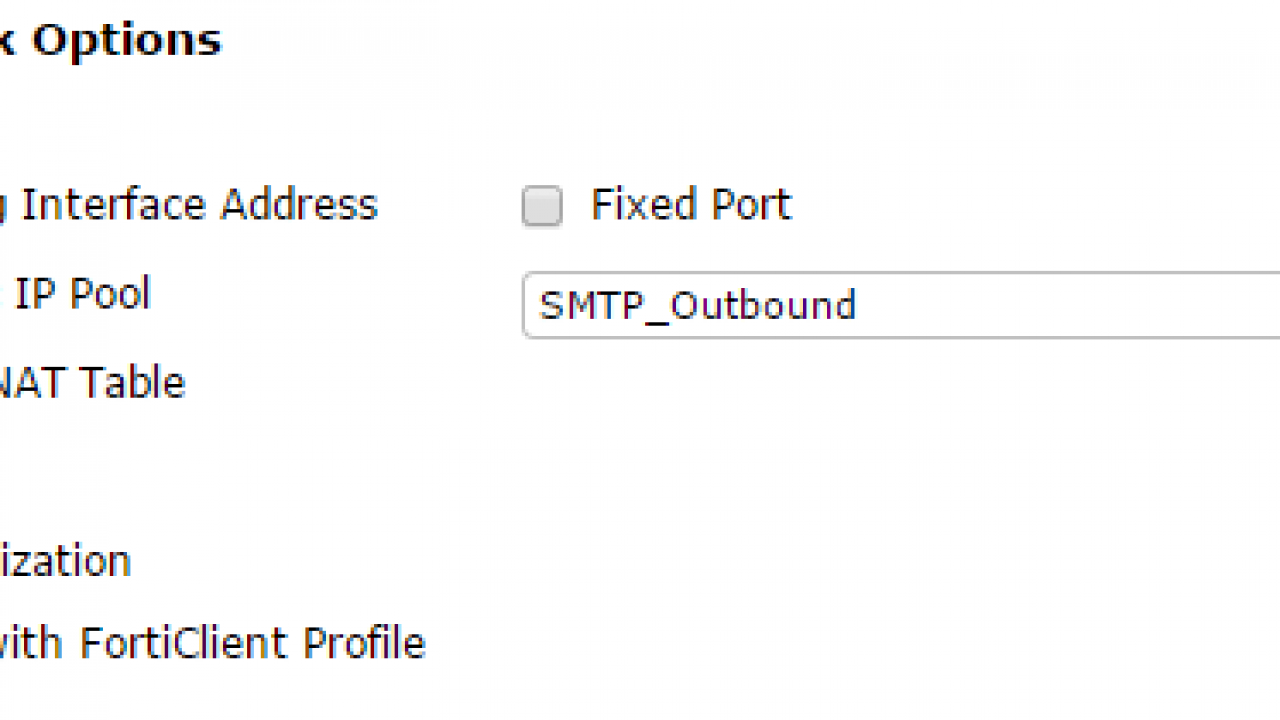 x Options
g Interface Address Fixed Port
IP Pool SMTP_Outbound
NAT Table
ization
with FortiClient Profile